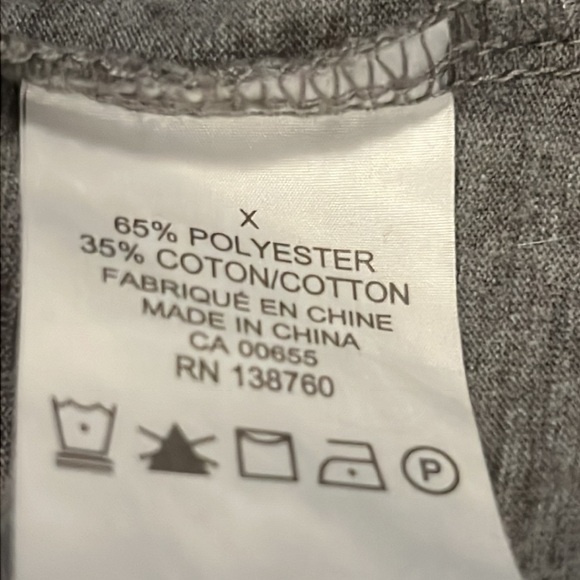 X
65% POLYESTER
35% COTON/COTTON
FABRIQUÉ EN CHINE
MADE IN CHINA
CA 00655
RN 138760
P